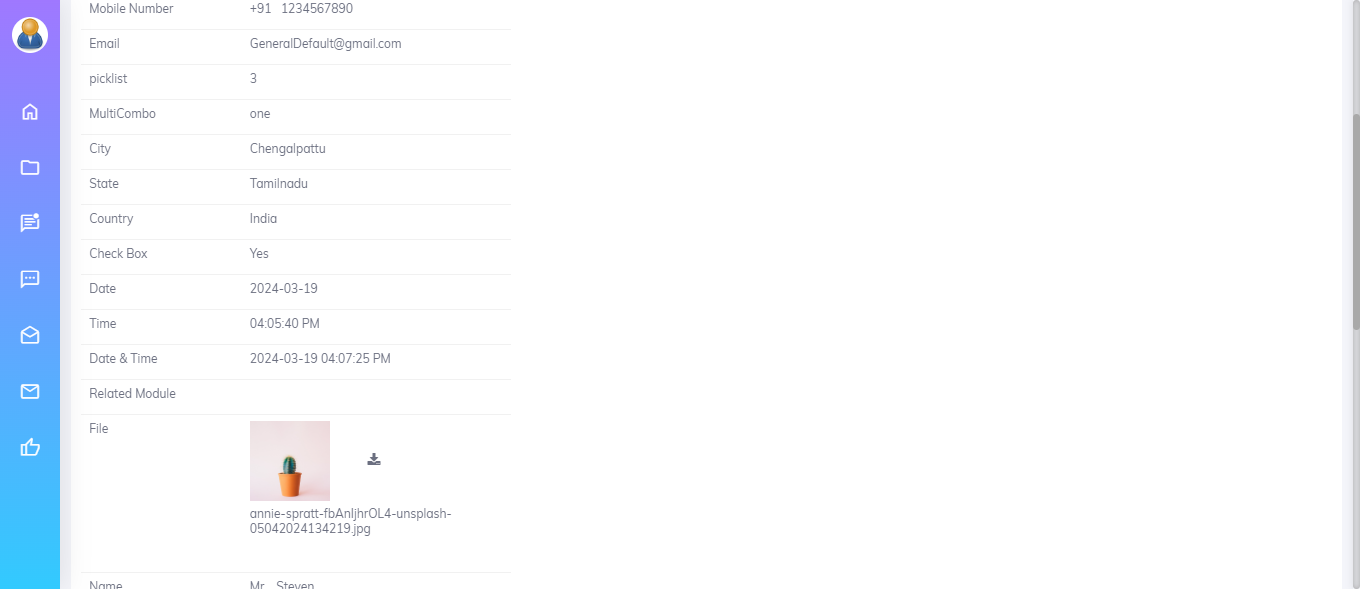 Mobile Number +91 1234567890
Email GeneralDefault@gmail.com
picklist 3
MultiCombo one
City Chengalpattu
State Tamilnadu
Country India
Check Box Yes
Date 2024-03-19
Time 04:05:40 PM
Date & Time 2024-03-19 04:07:25 PM
Related Module
File
annie-spratt-fbAnIjhrOL4-unsplash-
05042024134219.jpg
Name Mr. Steven